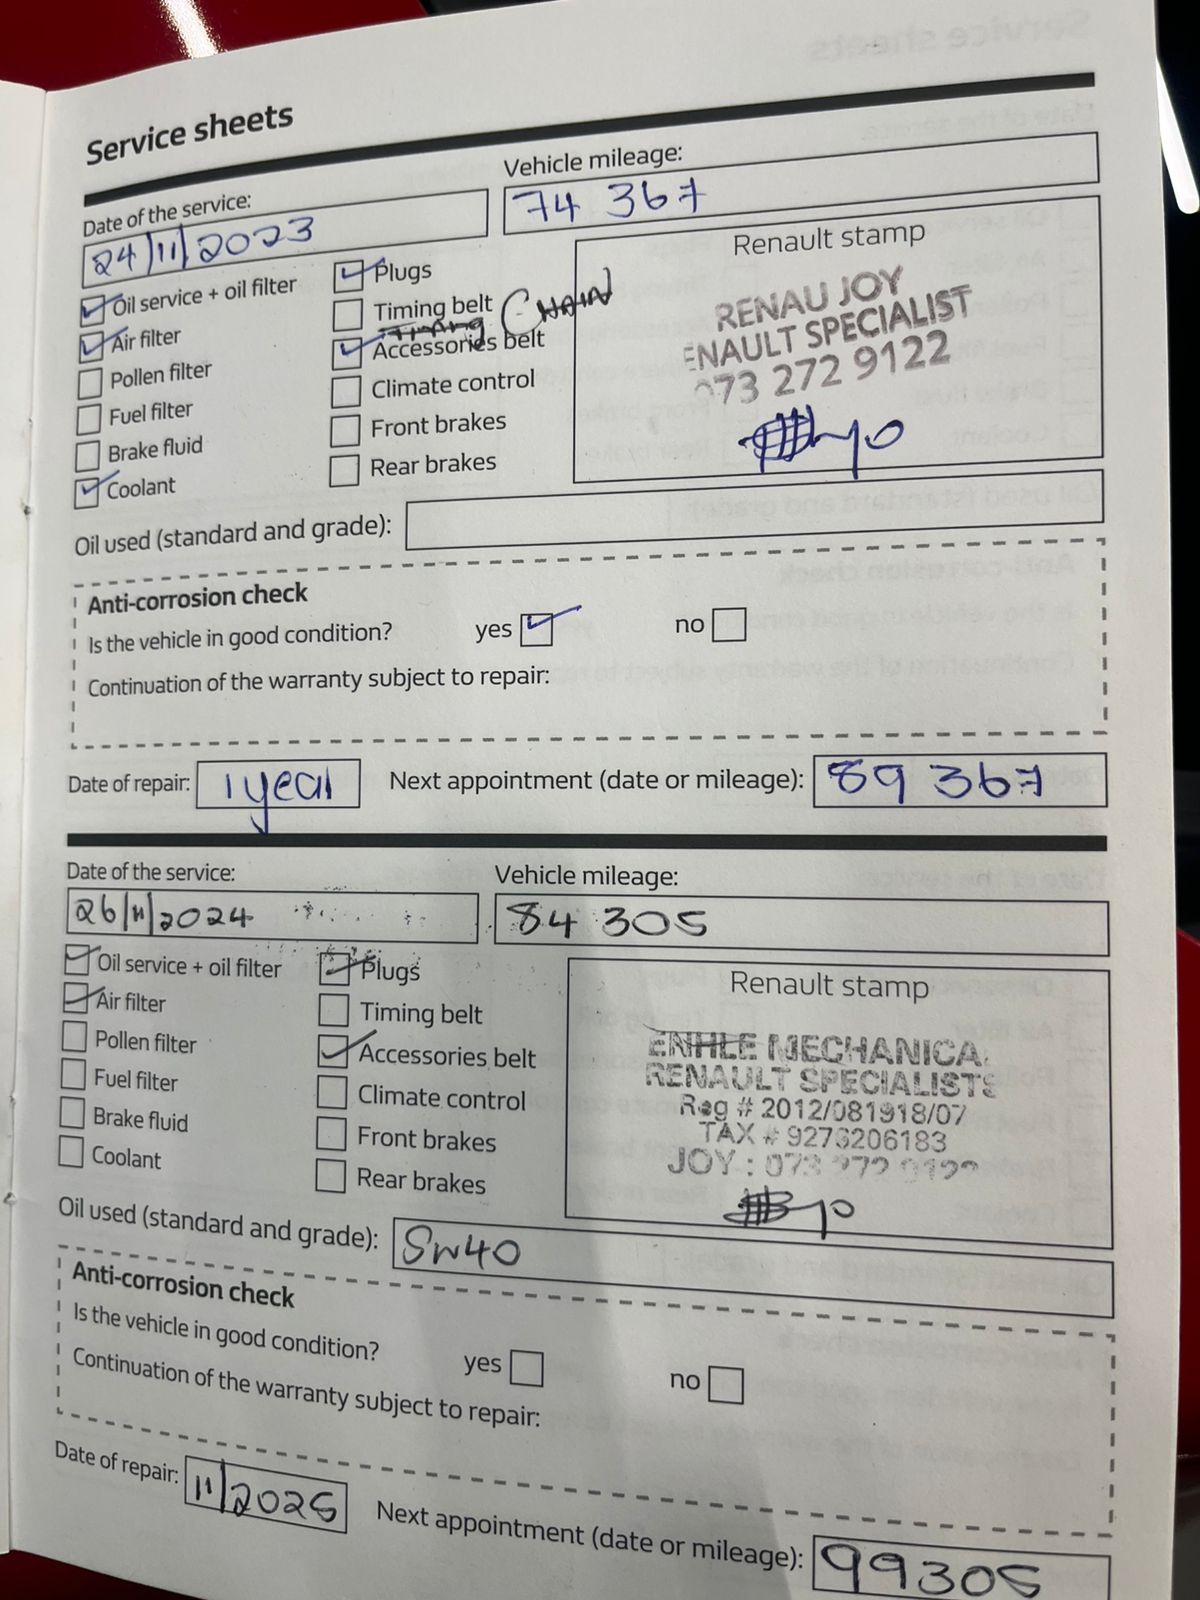 Service sheets
Date of the service:
Vehicle mileage:
24/11/2023
74 367
Oil service + oil filter
Air filter
Pollen filter
Fuel filter
Brake fluid
Coolant
Plugs
Timing belt
Timing CHAIN
Accessories belt
Climate control
Front brakes
Rear brakes
Renault stamp
RENAU JOY
ENAULT SPECIALIST
073 272 9122
Oil used (standard and grade):
Anti-corrosion check
Is the vehicle in good condition? yes no
Continuation of the warranty subject to repair:
Date of repair: 1 year Next appointment (date or mileage): 89 367
Date of the service:
Vehicle mileage:
26/11/2024
84 305
Oil service + oil filter
Air filter
Pollen filter
Fuel filter
Brake fluid
Coolant
Plugs
Timing belt
Accessories belt
Climate control
Front brakes
Rear brakes
Renault stamp
ENHLE MECHANICA
RENAULT SPECIALISTS
Reg # 2012/081918/07
TAX # 9276206183
JOY : 073 272 9122
Oil used (standard and grade): 5w40
Anti-corrosion check
Is the vehicle in good condition? yes no
Continuation of the warranty subject to repair:
Date of repair: 11/2025 Next appointment (date or mileage): 99305